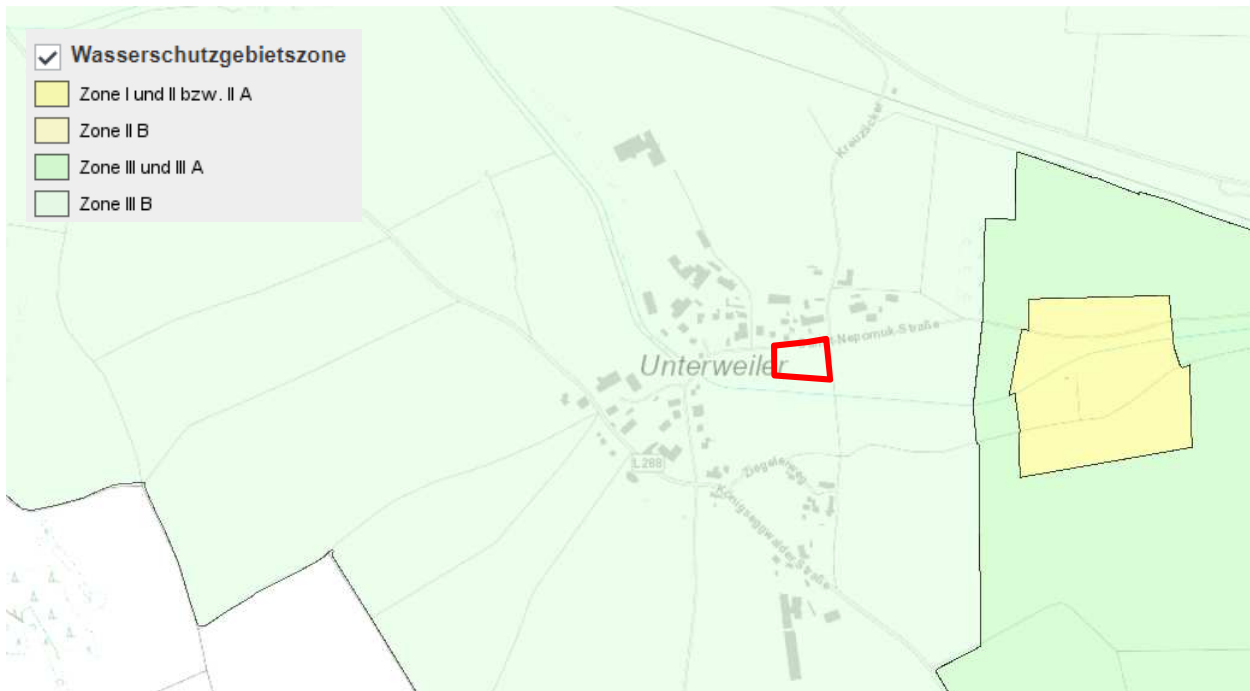 Wasserschutzgebietszone
Zone I und II bzw. II A
Zone II B
Zone III und III A
Zone III B
Kreuzäcker
-Nepomuk-Straße
Unterweiler
L 288
Ziegeleiweg
Königseggwalder Straße